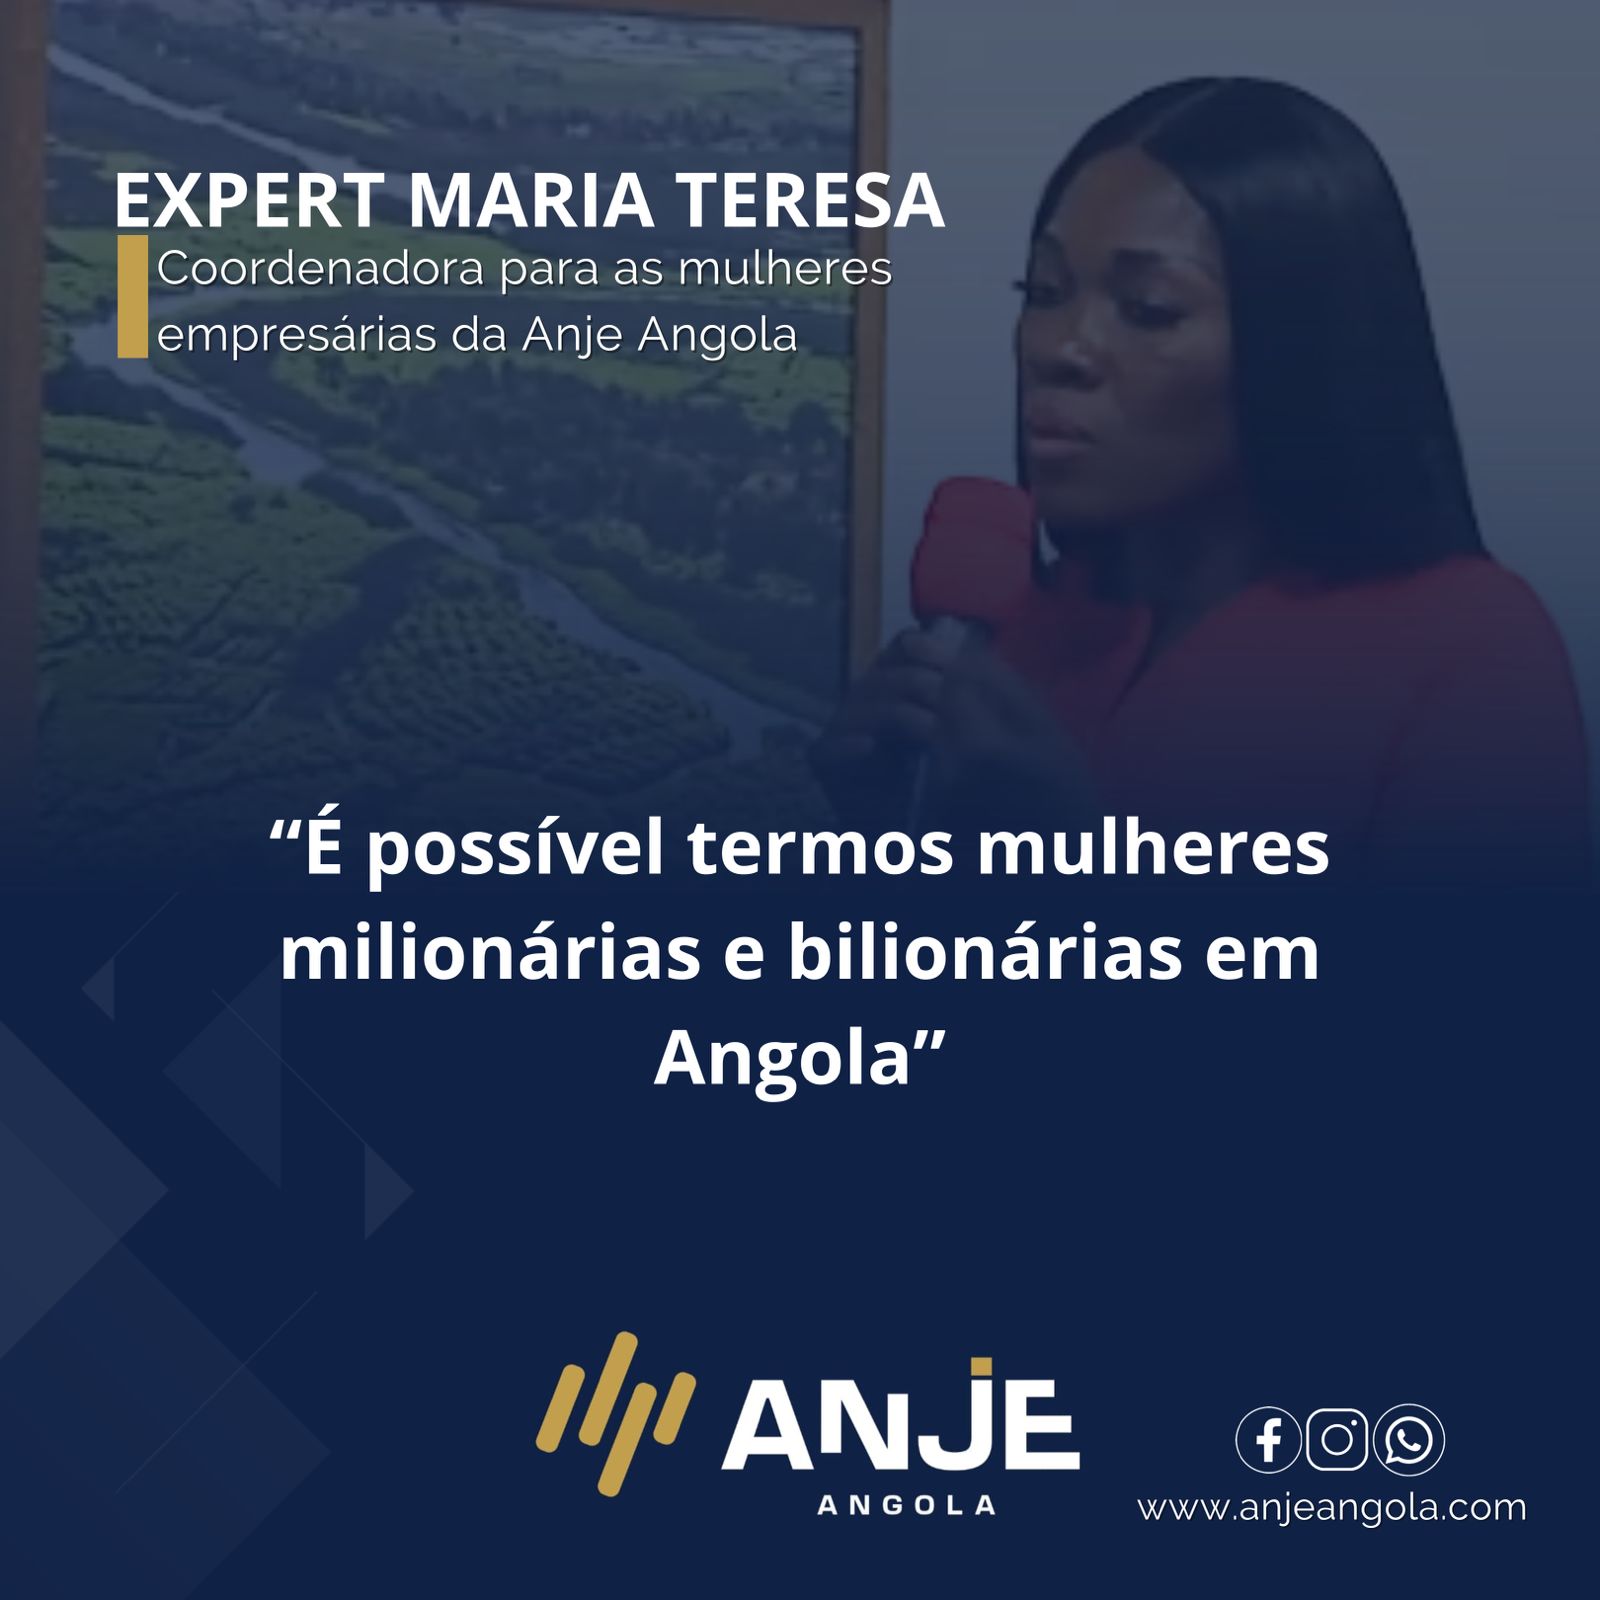 EXPERT MARIA TERESA
Coordenadora para as mulheres
empresárias da Anje Angola
“É possível termos mulheres
milionárias e bilionárias em
Angola”
ANJE
ANGOLA
www.anjeangola.com